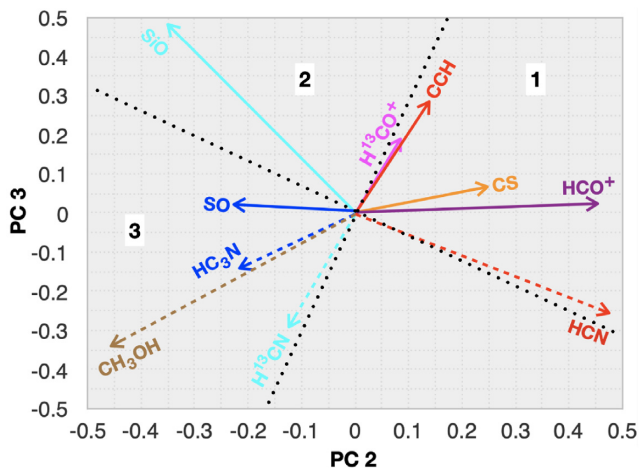 0.5
0.4
0.3
0.2
0.1
0
-0.1
-0.2
-0.3
-0.4
-0.5
PC 3
SiO
2
1
CCH
H¹³CO⁺
CS
HCO⁺
SO
3
HC₃N
CH₃OH
H¹³CN
HCN
-0.5 -0.4 -0.3 -0.2 -0.1 0 0.1 0.2 0.3 0.4 0.5
PC 2